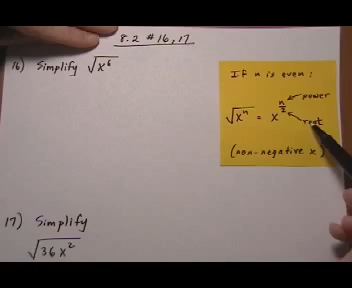 8.2 #16,17
16) Simplify √x⁶
If n is even:
power
√xⁿ = x^(n/2)
root
(non-negative x)
17) Simplify
√36x²